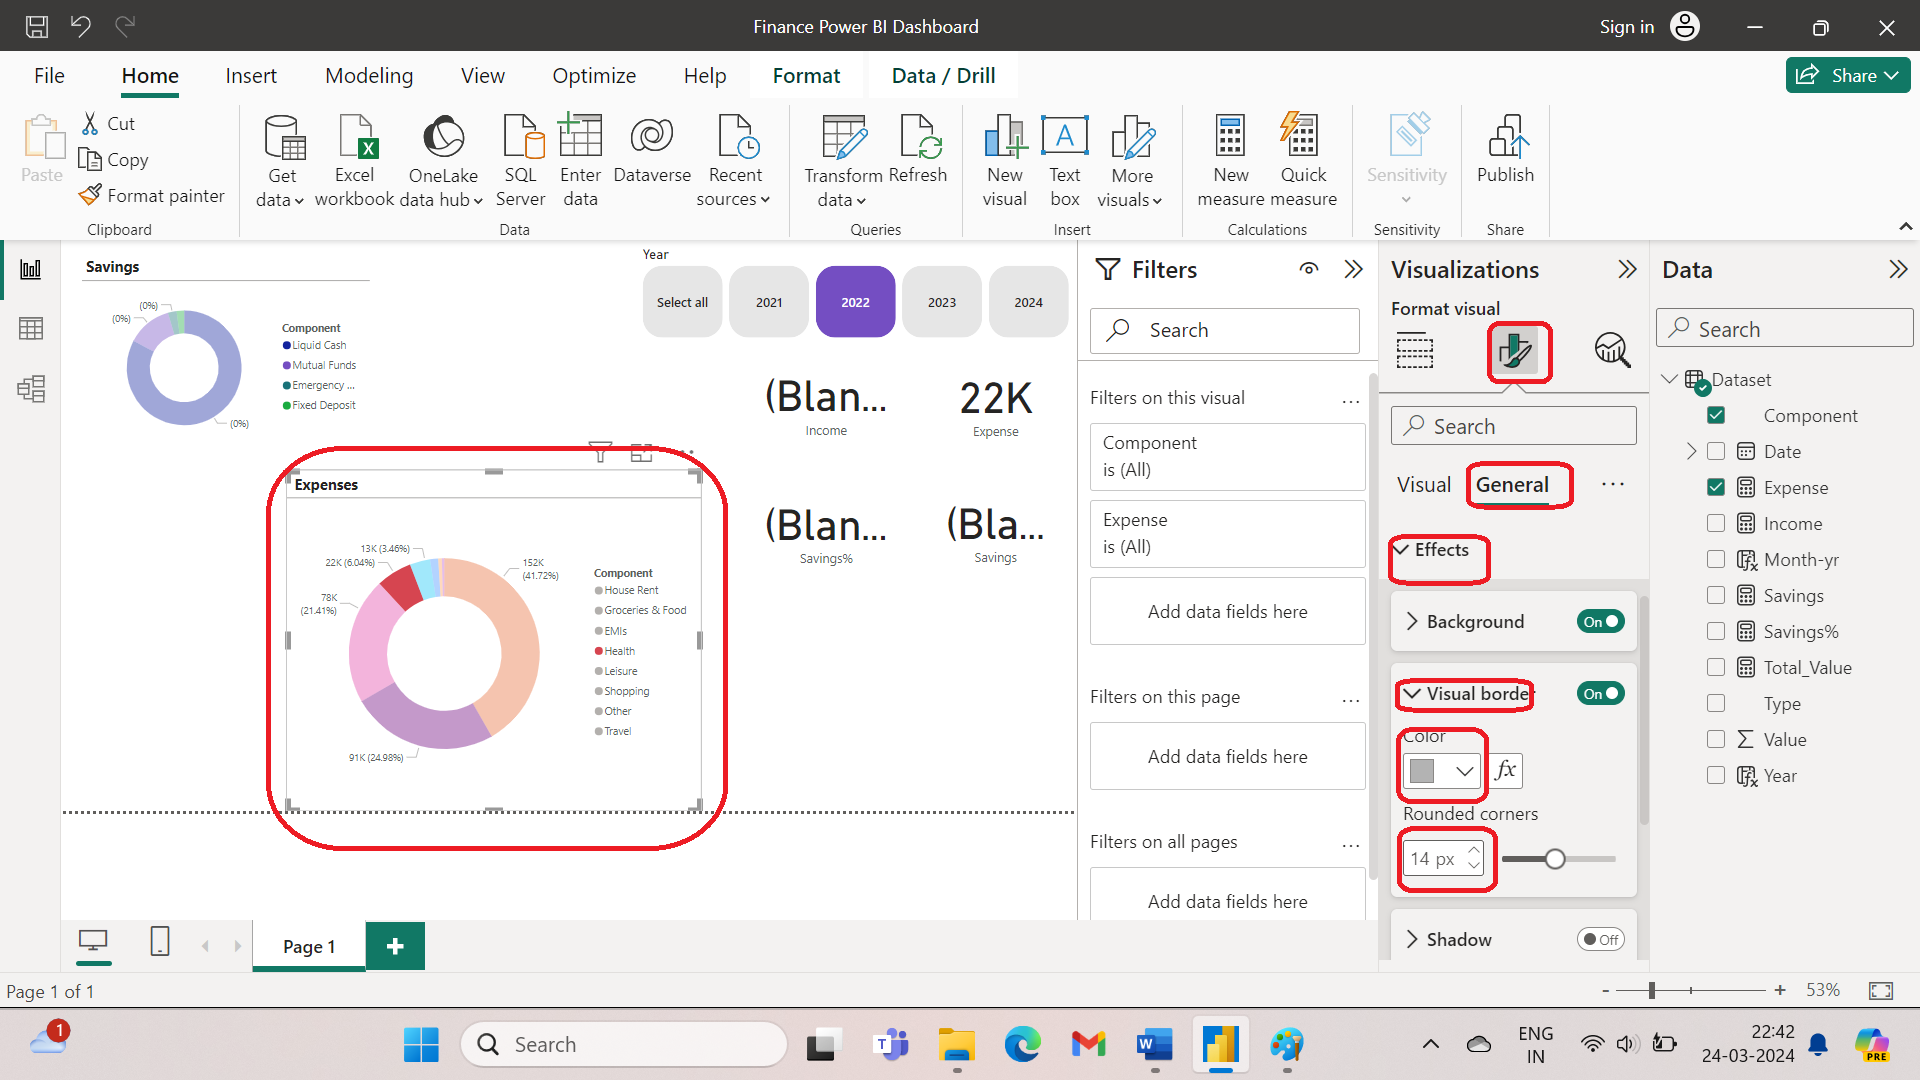 Finance Power BI Dashboard
Sign in
File
Home
Insert
Modeling
View
Optimize
Help
Format
Data / Drill
Share
Paste
Cut
Copy
Format painter
Clipboard
Get
data
Excel
workbook
OneLake
data hub
SQL
Server
Enter
data
Dataverse
Recent
sources
Data
Transform
data
Refresh
Queries
New
visual
Text
box
More
visuals
Insert
New
measure
Quick
measure
Calculations
Sensitivity
Sensitivity
Publish
Share
Savings
(0%)
(0%)
(0%)
Component
Liquid Cash
Mutual Funds
Emergency ...
Fixed Deposit
Year
Select all
2021
2022
2023
2024
(Blan...
Income
22K
Expense
(Blan...
Savings%
(Bla...
Savings
Expenses
13K (3.46%)
22K (6.04%)
78K
(21.41%)
152K
(41.72%)
91K (24.98%)
Component
House Rent
Groceries & Food
EMIs
Health
Leisure
Shopping
Other
Travel
Filters
Search
Filters on this visual
...
Component
is (All)
Expense
is (All)
Add data fields here
Filters on this page
...
Add data fields here
Filters on all pages
...
Add data fields here
Visualizations
Format visual
Search
Visual
General
...
Effects
Background
On
Visual border
On
Color
fx
Rounded corners
14 px
Shadow
Off
Data
Search
Dataset
Component
Date
Expense
Income
Month-yr
Savings
Savings%
Total_Value
Type
Value
Year
Page 1
+
Page 1 of 1
- + 53%
1
Search
ENG
IN
22:42
24-03-2024
PRE